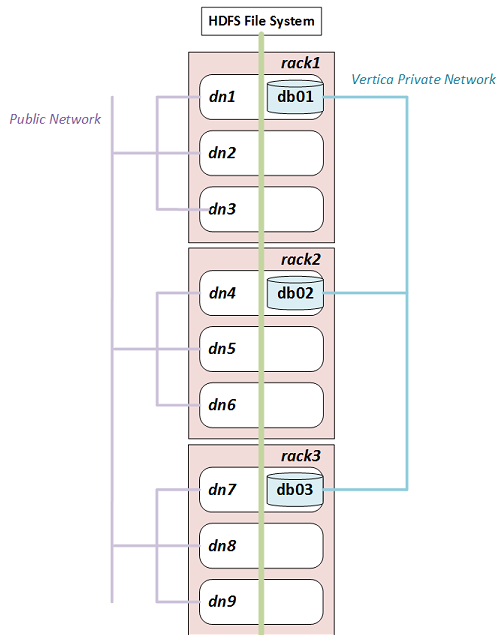 HDFS File System
rack1
Vertica Private Network
dn1
db01
Public Network
dn2
dn3
rack2
dn4
db02
dn5
dn6
rack3
dn7
db03
dn8
dn9